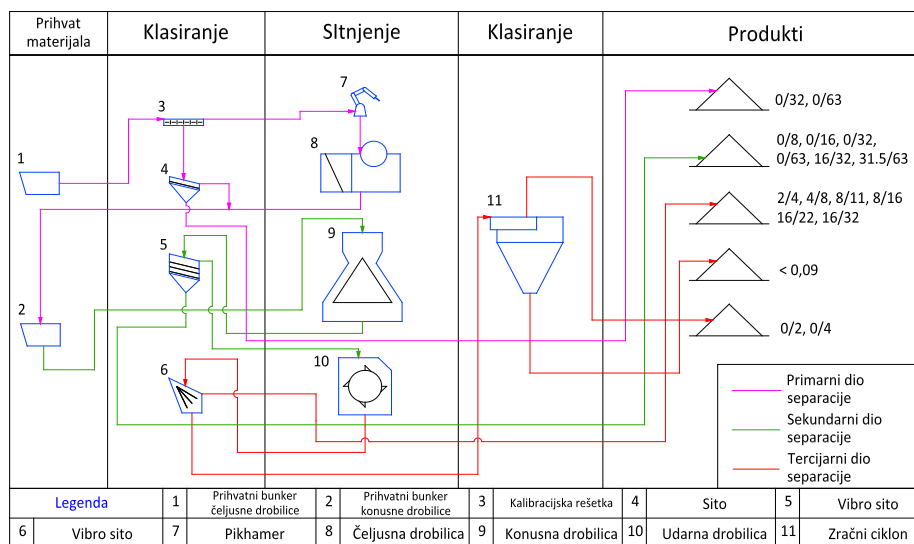 Prihvat
materijala
Klasiranje
Sltnjenje
Klasiranje
Produkti
1
2
3
4
5
6
7
8
9
10
11
0/32, 0/63
0/8, 0/16, 0/32,
0/63, 16/32, 31.5/63
2/4, 4/8, 8/11, 8/16
16/22, 16/32
< 0,09
0/2, 0/4
Primarni dio
separacije
Sekundarni dio
separacije
Tercijarni dio
separacije
Legenda
1
Prihvatni bunker
čeljusne drobilice
2
Prihvatni bunker
konusne drobilice
3
Kalibracijska rešetka
4
Sito
5
Vibro sito
6
Vibro sito
7
Pikhamer
8
Čeljusna drobilica
9
Konusna drobilica
10
Udarna drobilica
11
Zračni ciklon